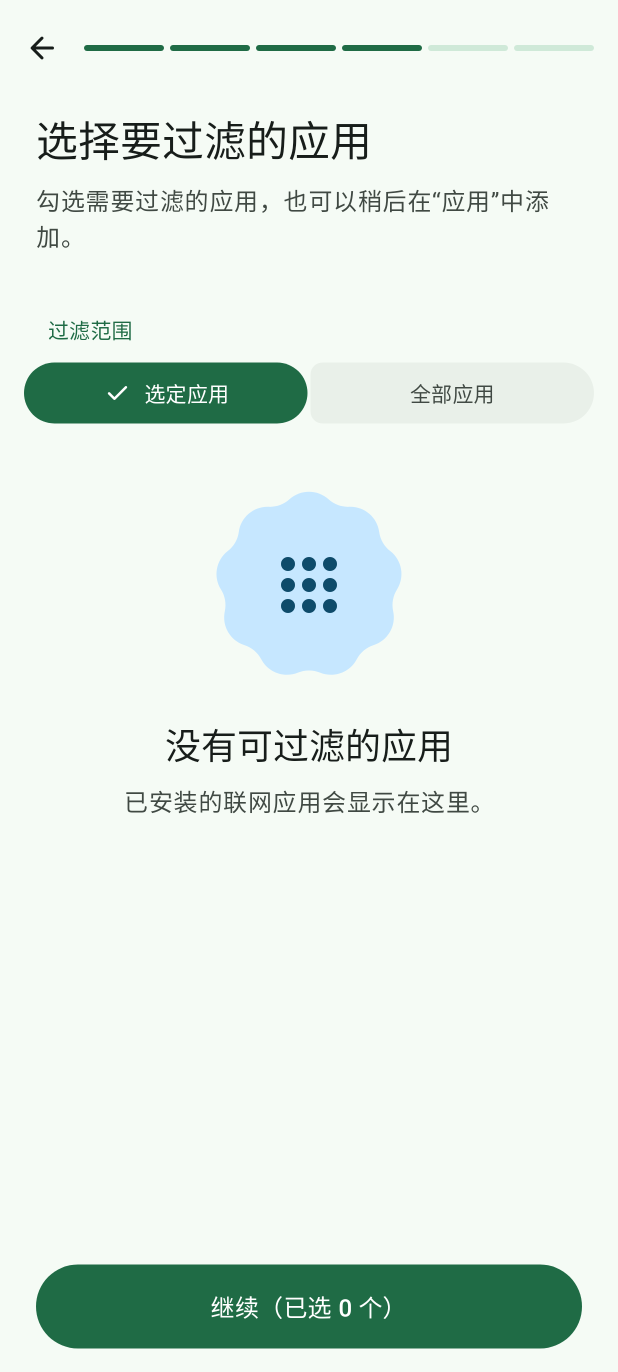 选择要过滤的应用
勾选需要过滤的应用，也可以稍后在“应用”中添
加。
过滤范围
选定应用
全部应用
没有可过滤的应用
已安装的联网应用会显示在这里。
继续（已选 0 个）